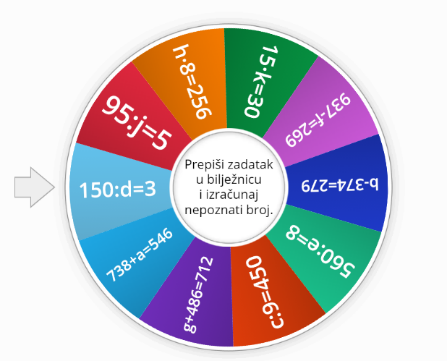 Prepiši zadatak
u bilježnicu
i izračunaj
nepoznati broj.
150:d=3
95:j=5
h·8=256
15·k=30
937-f=269
b-374=279
560:e=8
c:9=450
g+486=712
738+a=546